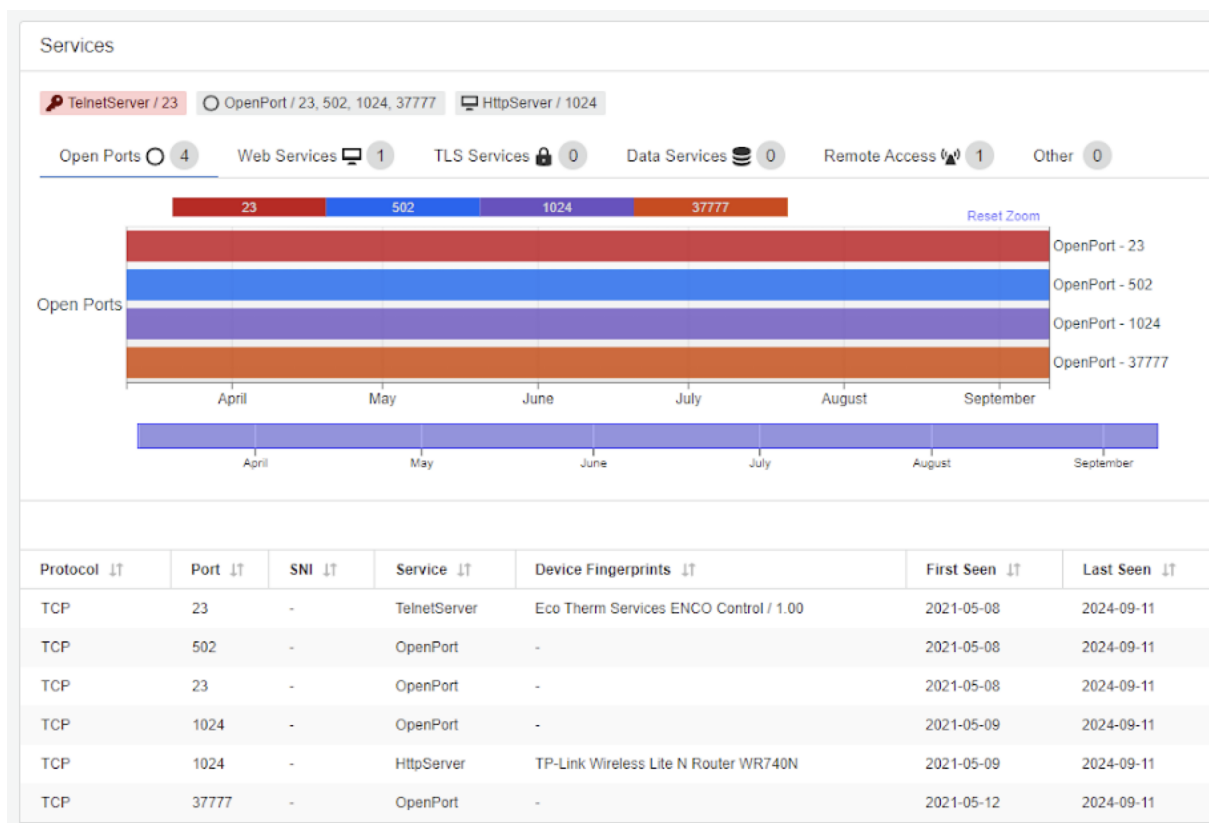 Services
TelnetServer / 23 OpenPort / 23, 502, 1024, 37777 HttpServer / 1024
Open Ports 4 Web Services 1 TLS Services 0 Data Services 0 Remote Access 1 Other 0
23 502 1024 37777
Reset Zoom
OpenPort - 23
OpenPort - 502
Open Ports
OpenPort - 1024
OpenPort - 37777
April May June July August September
April May June July August September
Protocol Port SNI Service Device Fingerprints First Seen Last Seen
TCP 23 - TelnetServer Eco Therm Services ENCO Control / 1.00 2021-05-08 2024-09-11
TCP 502 - OpenPort - 2021-05-08 2024-09-11
TCP 23 - OpenPort - 2021-05-08 2024-09-11
TCP 1024 - OpenPort - 2021-05-09 2024-09-11
TCP 1024 - HttpServer TP-Link Wireless Lite N Router WR740N 2021-05-09 2024-09-11
TCP 37777 - OpenPort - 2021-05-12 2024-09-11